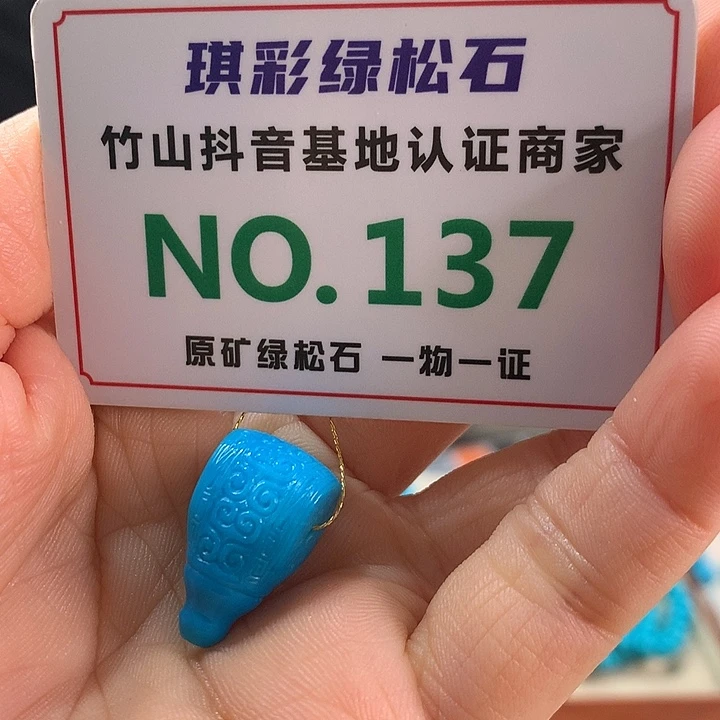 琪彩绿松石
竹山抖音基地认证商家
NO.137
原矿绿松石 一物一证